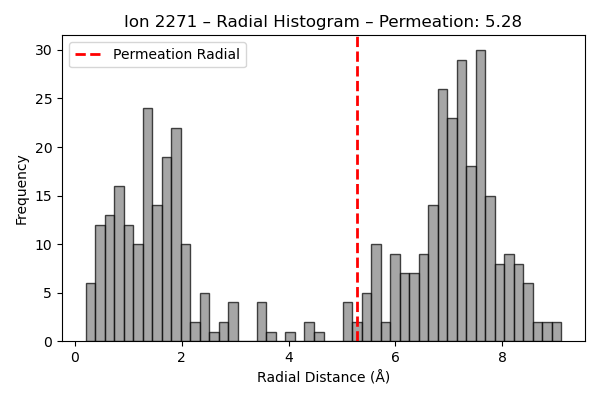 Ion 2271 – Radial Histogram – Permeation: 5.28
Permeation Radial
30
25
20
15
10
5
0
Frequency
0 2 4 6 8
Radial Distance (Å)